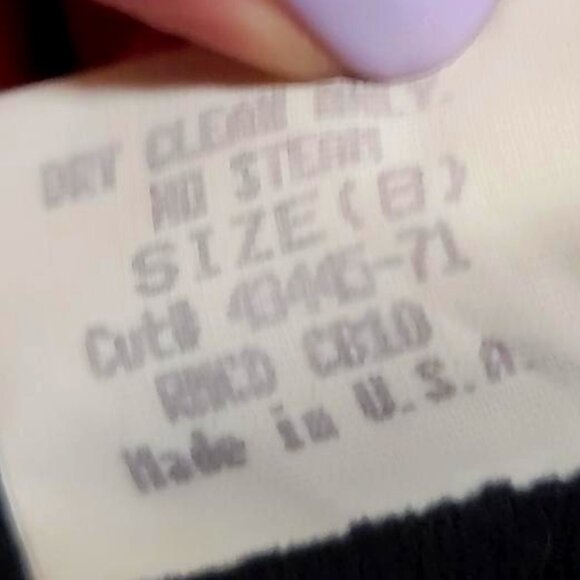 DRY CLEAN ONLY.
NO STEAM
SIZE (8)
Cut#
Made in U.S.A.